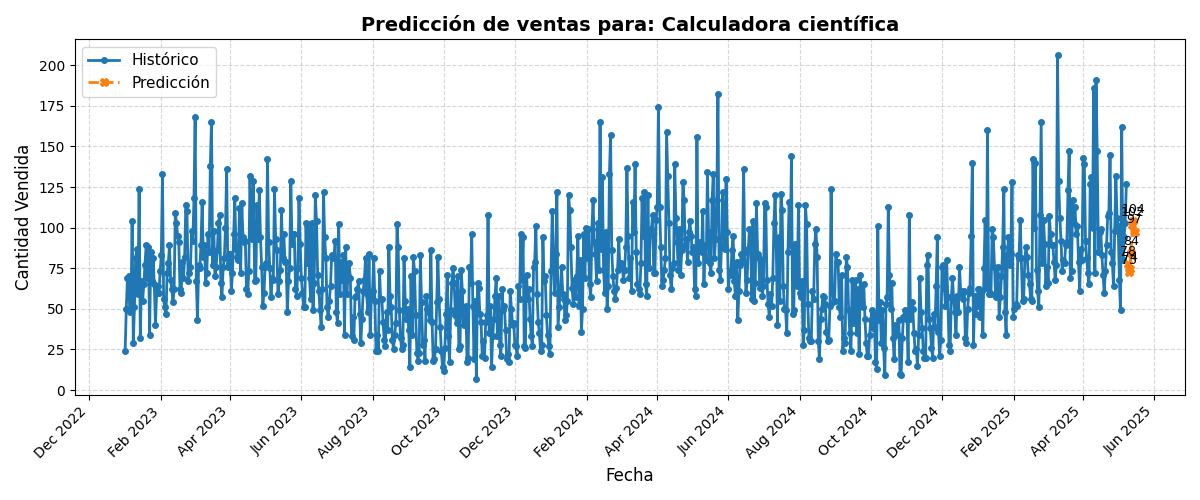 Predicción de ventas para: Calculadora científica
Histórico
Predicción
Cantidad Vendida
200
175
150
125
100
75
50
25
0
104
97
84
Dec 2022
Feb 2023
Apr 2023
Jun 2023
Aug 2023
Oct 2023
Dec 2023
Feb 2024
Apr 2024
Jun 2024
Aug 2024
Oct 2024
Dec 2024
Feb 2025
Apr 2025
Jun 2025
Fecha